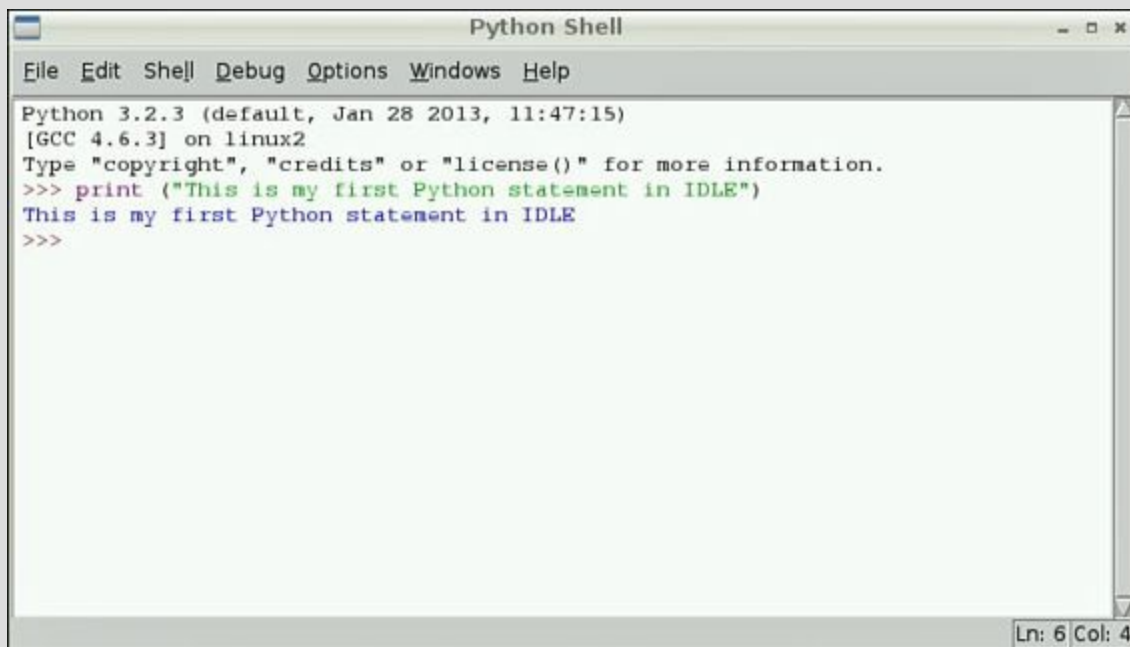 Python Shell
File Edit Shell Debug Options Windows Help
Python 3.2.3 (default, Jan 28 2013, 11:47:15)
[GCC 4.6.3] on linux2
Type "copyright", "credits" or "license()" for more information.
>>> print ("This is my first Python statement in IDLE")
This is my first Python statement in IDLE
>>>
Ln: 6 Col: 4